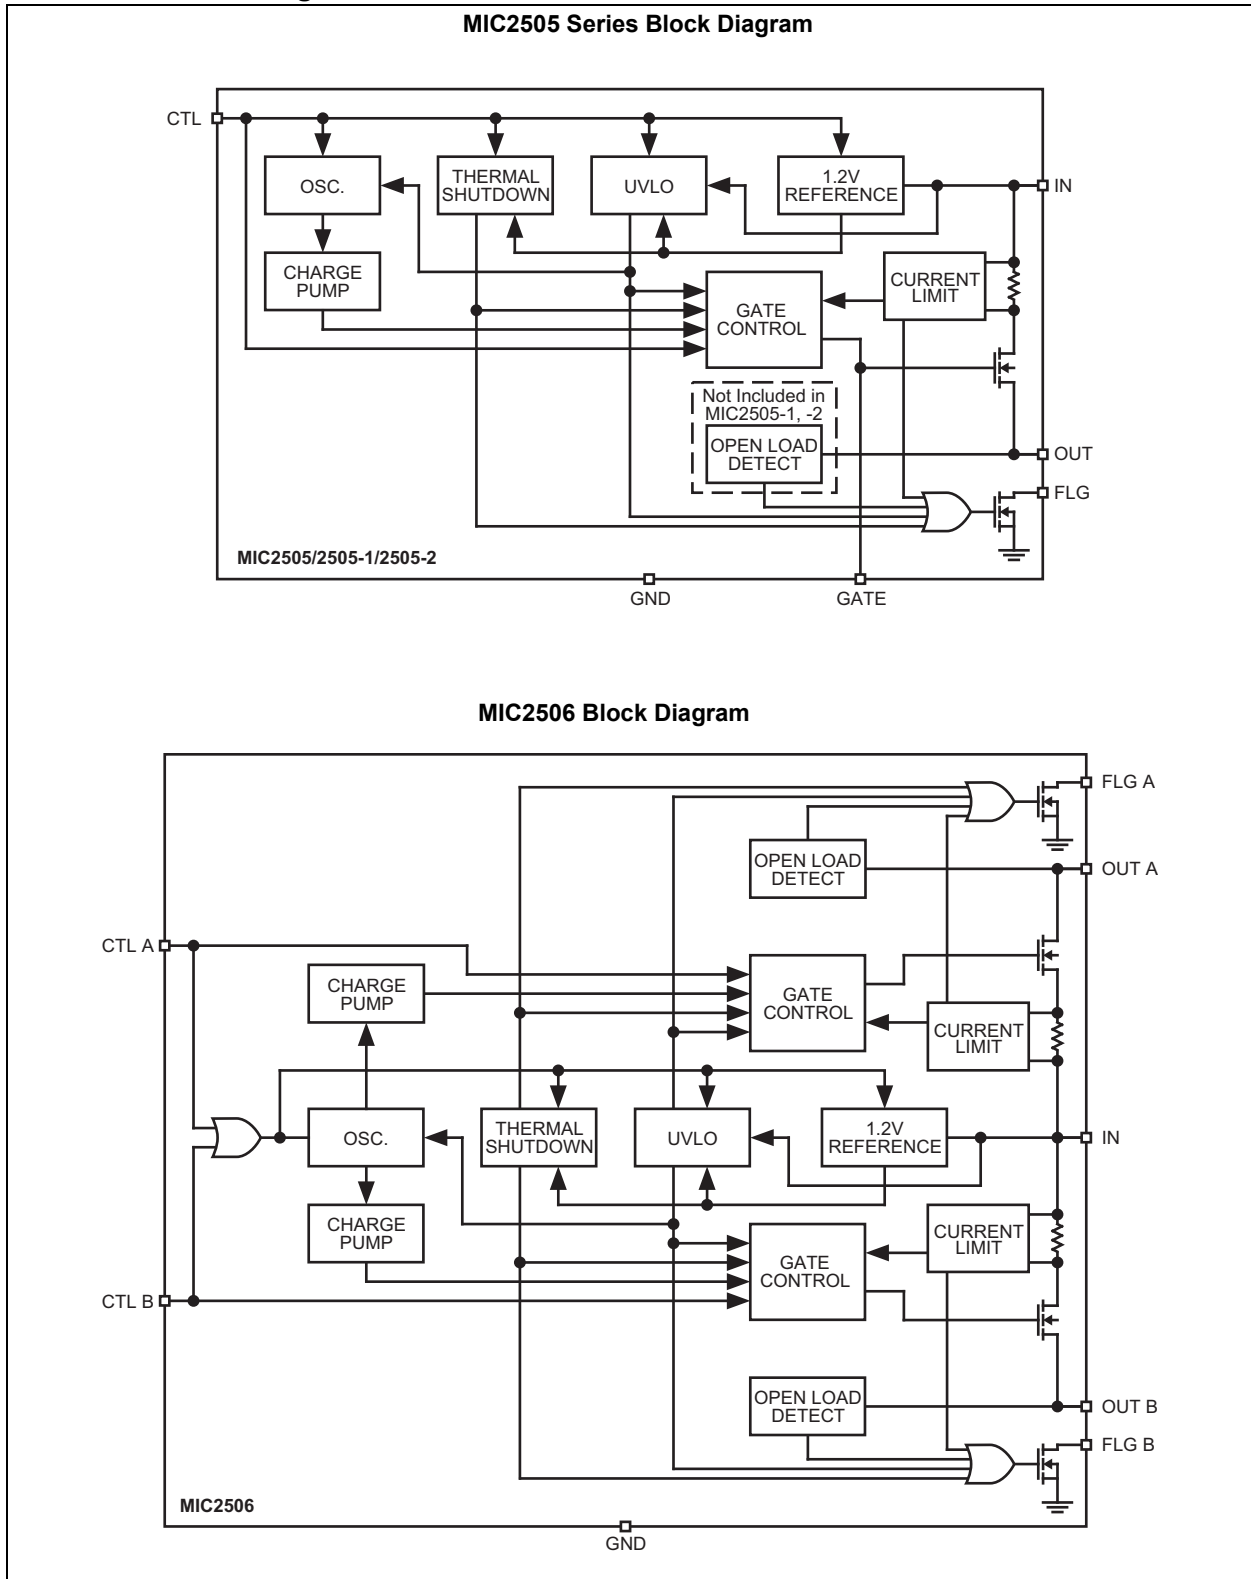 MIC2505 Series Block Diagram
CTL
OSC.
THERMAL
SHUTDOWN
UVLO
1.2V
REFERENCE
IN
CHARGE
PUMP
GATE
CONTROL
CURRENT
LIMIT
Not Included in
MIC2505-1, -2
OPEN LOAD
DETECT
OUT
FLG
MIC2505/2505-1/2505-2
GND
GATE
MIC2506 Block Diagram
FLG A
OPEN LOAD
DETECT
OUT A
CTL A
CHARGE
PUMP
GATE
CONTROL
CURRENT
LIMIT
OSC.
THERMAL
SHUTDOWN
UVLO
1.2V
REFERENCE
IN
CHARGE
PUMP
GATE
CONTROL
CURRENT
LIMIT
CTL B
OPEN LOAD
DETECT
OUT B
FLG B
MIC2506
GND